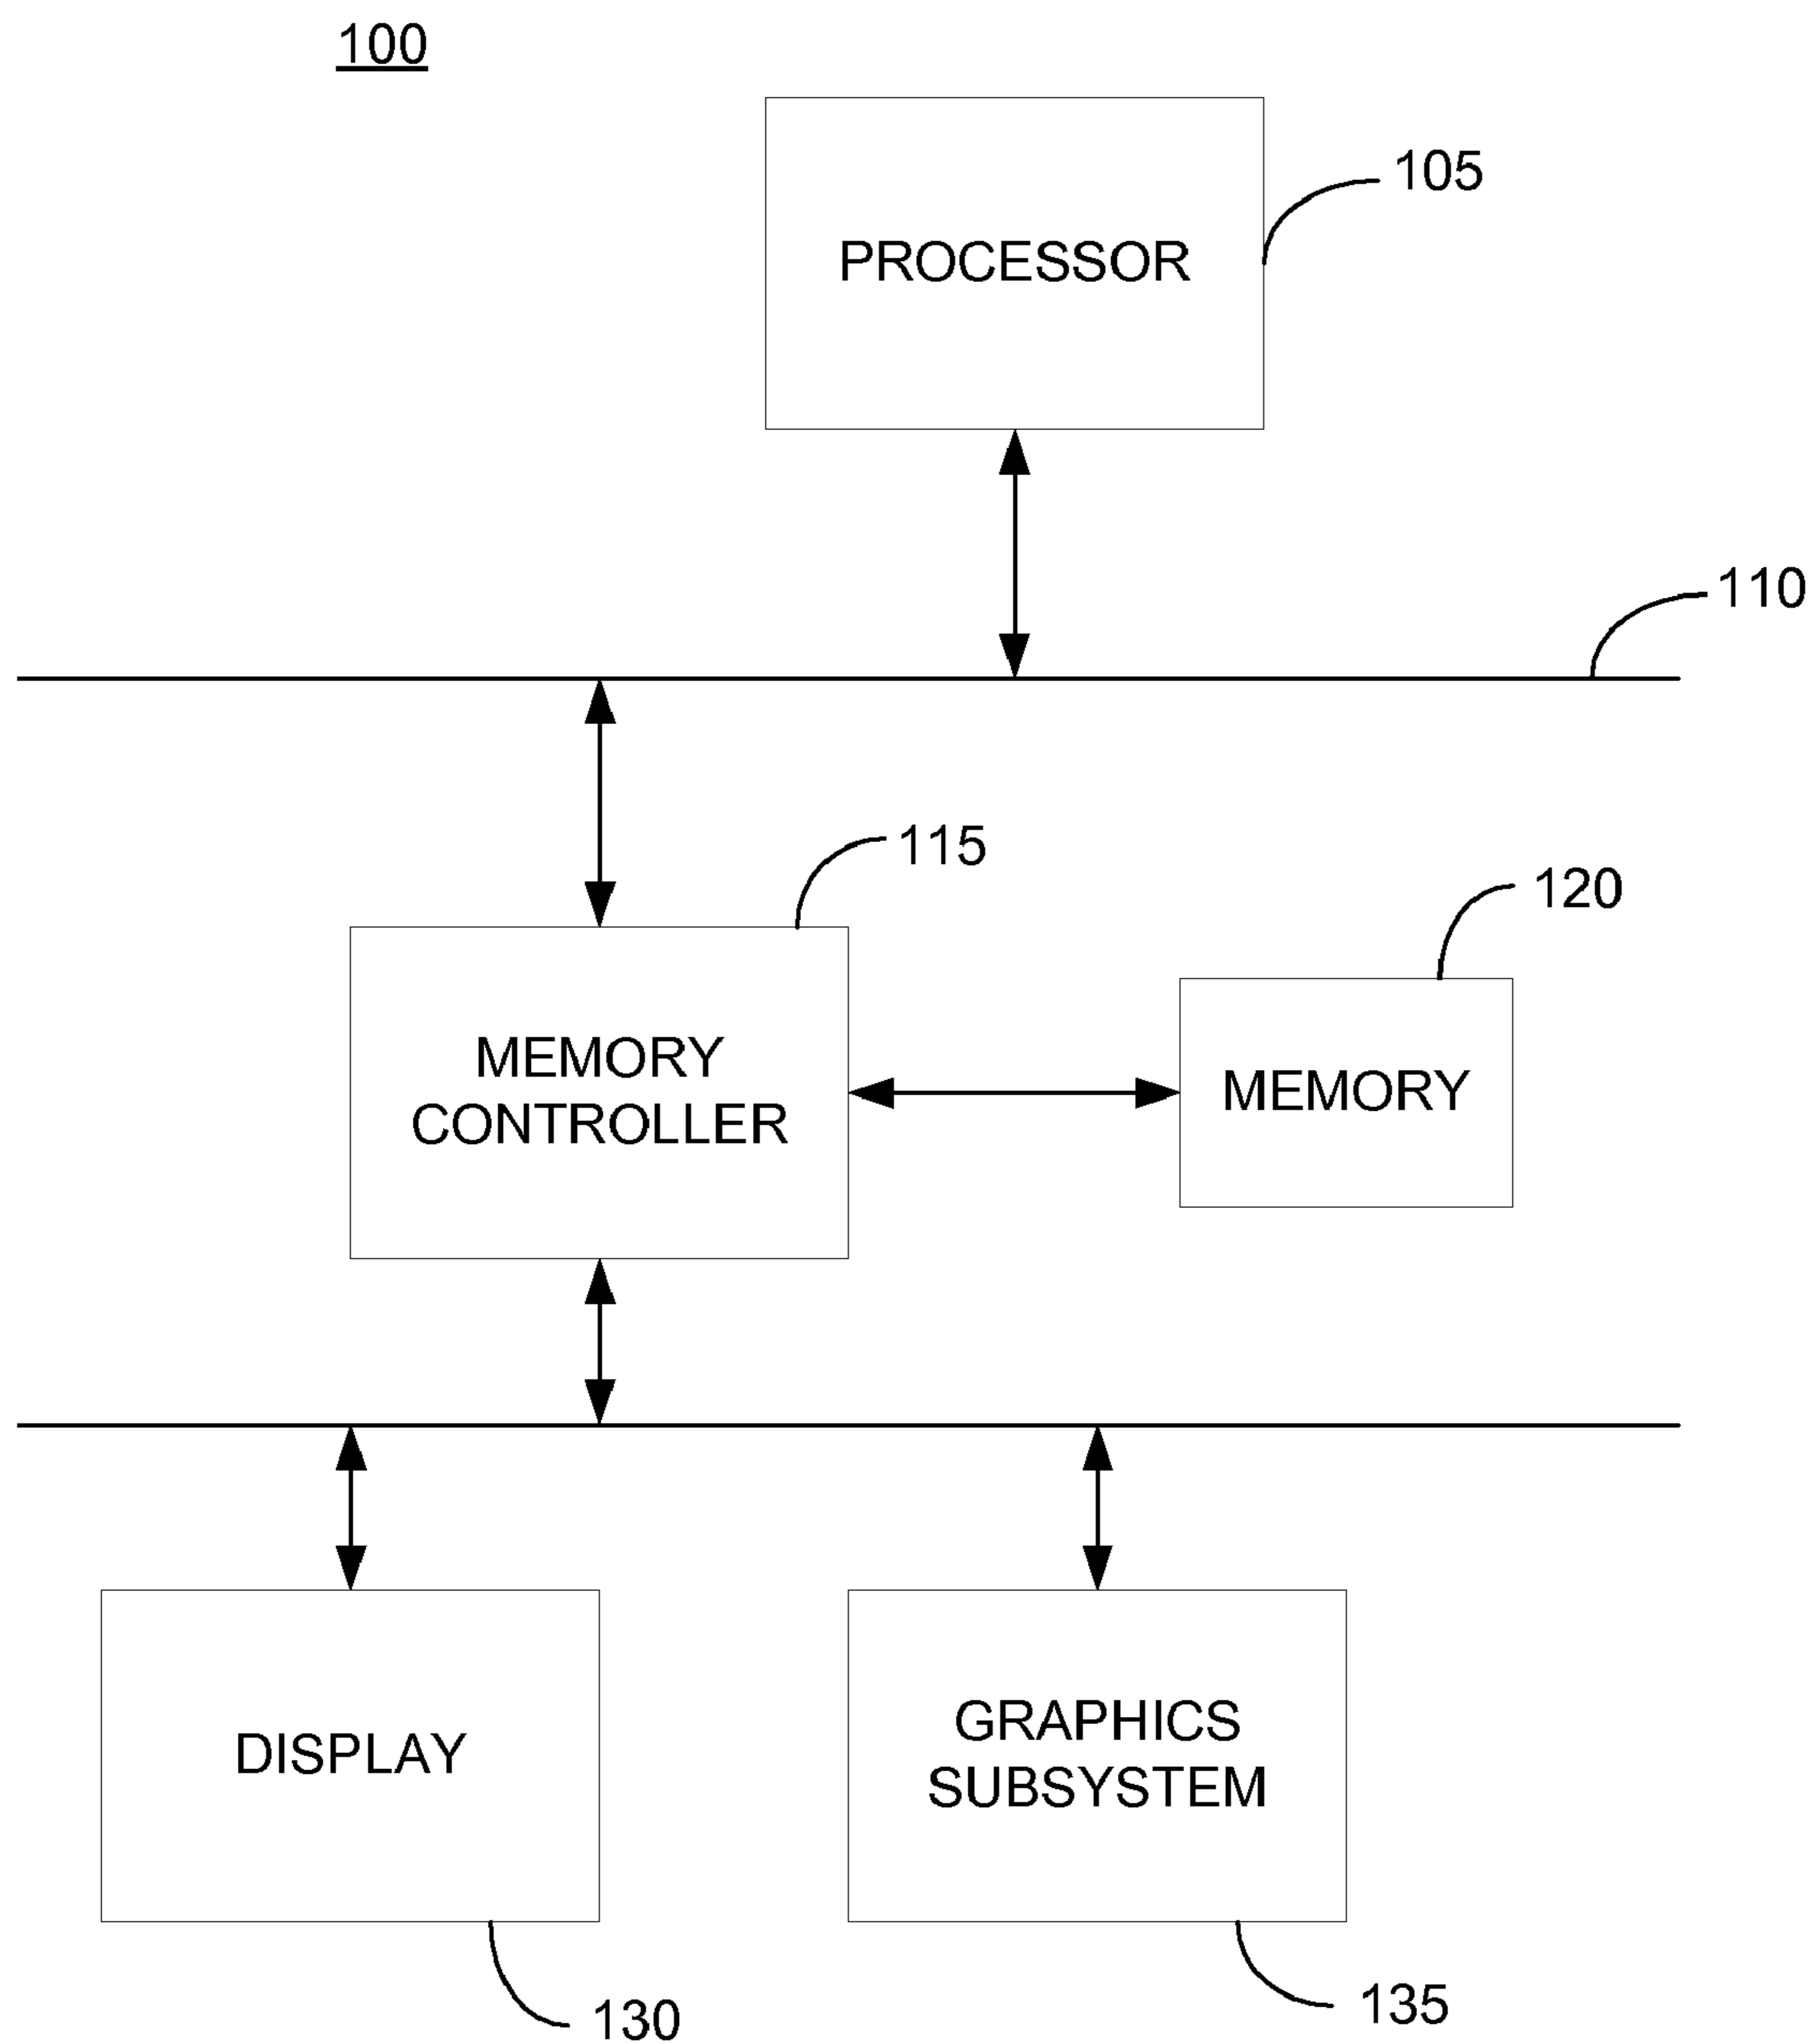 100
105
PROCESSOR
110
115
120
MEMORY
CONTROLLER
MEMORY
DISPLAY
GRAPHICS
SUBSYSTEM
130
135